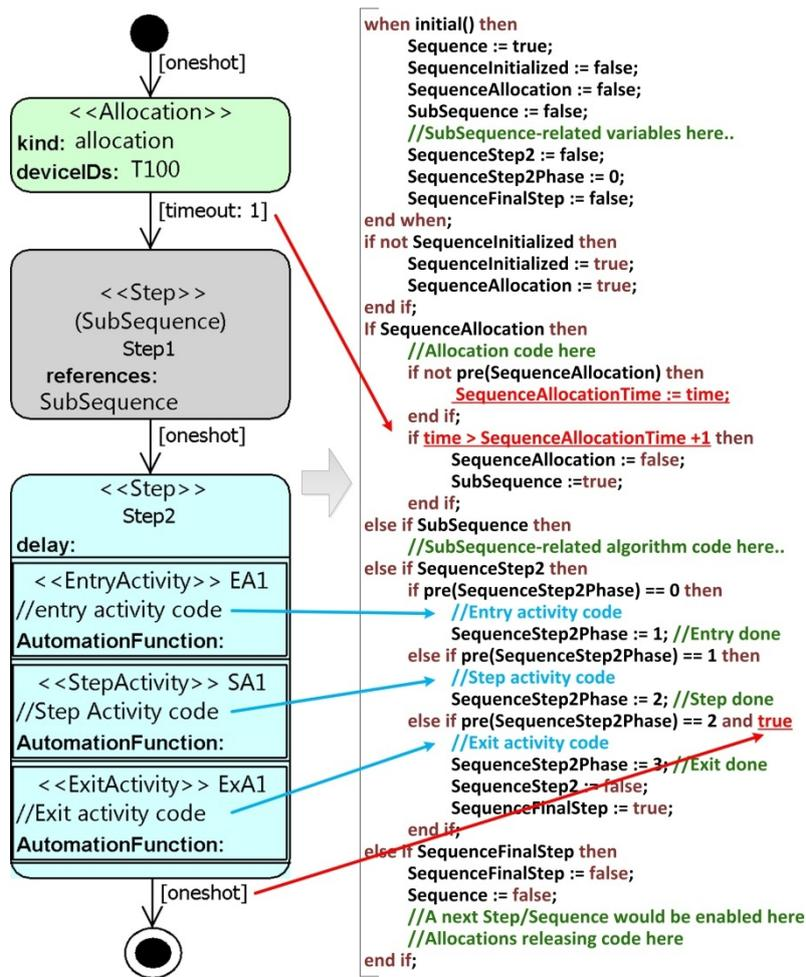 [oneshot]
<<Allocation>>
kind: allocation
deviceIDs: T100
[timeout: 1]
<<Step>>
(SubSequence)
Step1
references:
SubSequence
[oneshot]
<<Step>>
Step2
delay:
<<EntryActivity>> EA1
//entry activity code
AutomationFunction:
<<StepActivity>> SA1
//Step Activity code
AutomationFunction:
<<ExitActivity>> ExA1
//Exit activity code
AutomationFunction:
[oneshot]
when initial() then
Sequence := true;
SequenceInitialized := false;
SequenceAllocation := false;
SubSequence := false;
//SubSequence-related variables here..
SequenceStep2 := false;
SequenceStep2Phase := 0;
SequenceFinalStep := false;
end when;
if not SequenceInitialized then
SequenceInitialized := true;
SequenceAllocation := true;
end if;
If SequenceAllocation then
//Allocation code here
if not pre(SequenceAllocation) then
SequenceAllocationTime := time;
end if;
if time > SequenceAllocationTime +1 then
SequenceAllocation := false;
SubSequence :=true;
end if;
else if SubSequence then
//SubSequence-related algorithm code here..
else if SequenceStep2 then
if pre(SequenceStep2Phase) == 0 then
//Entry activity code
SequenceStep2Phase := 1; //Entry done
else if pre(SequenceStep2Phase) == 1 then
//Step activity code
SequenceStep2Phase := 2; //Step done
else if pre(SequenceStep2Phase) == 2 and true
//Exit activity code
SequenceStep2Phase := 3; //Exit done
SequenceStep2 := false;
SequenceFinalStep := true;
end if;
else if SequenceFinalStep then
SequenceFinalStep := false;
Sequence := false;
//A next Step/Sequence would be enabled here
//Allocations releasing code here
end if;